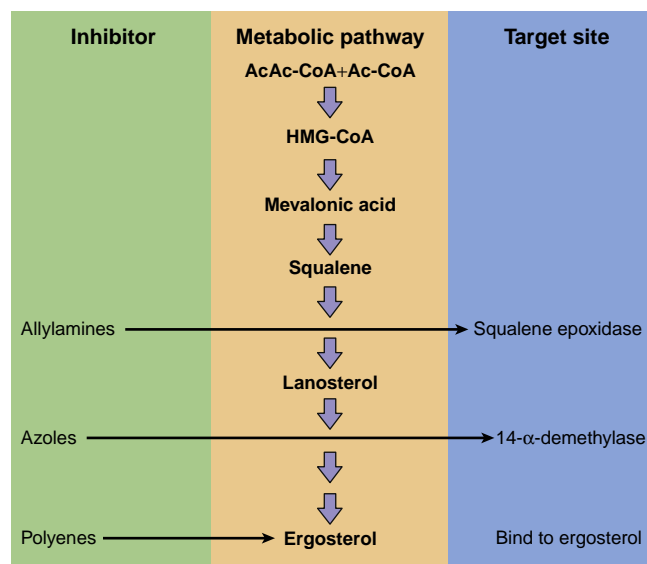 Inhibitor Metabolic pathway Target site
AcAc-CoA+Ac-CoA
HMG-CoA
Mevalonic acid
Squalene
Allylamines Squalene epoxidase
Lanosterol
Azoles 14-α-demethylase
Polyenes Ergosterol Bind to ergosterol